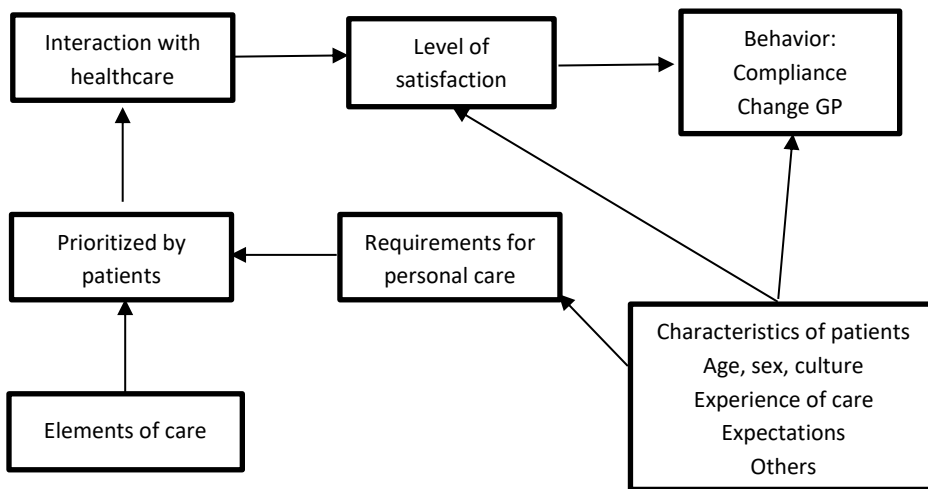 Interaction with
healthcare
Level of
satisfaction
Behavior:
Compliance
Change GP
Prioritized by
patients
Requirements for
personal care
Elements of care
Characteristics of patients
Age, sex, culture
Experience of care
Expectations
Others